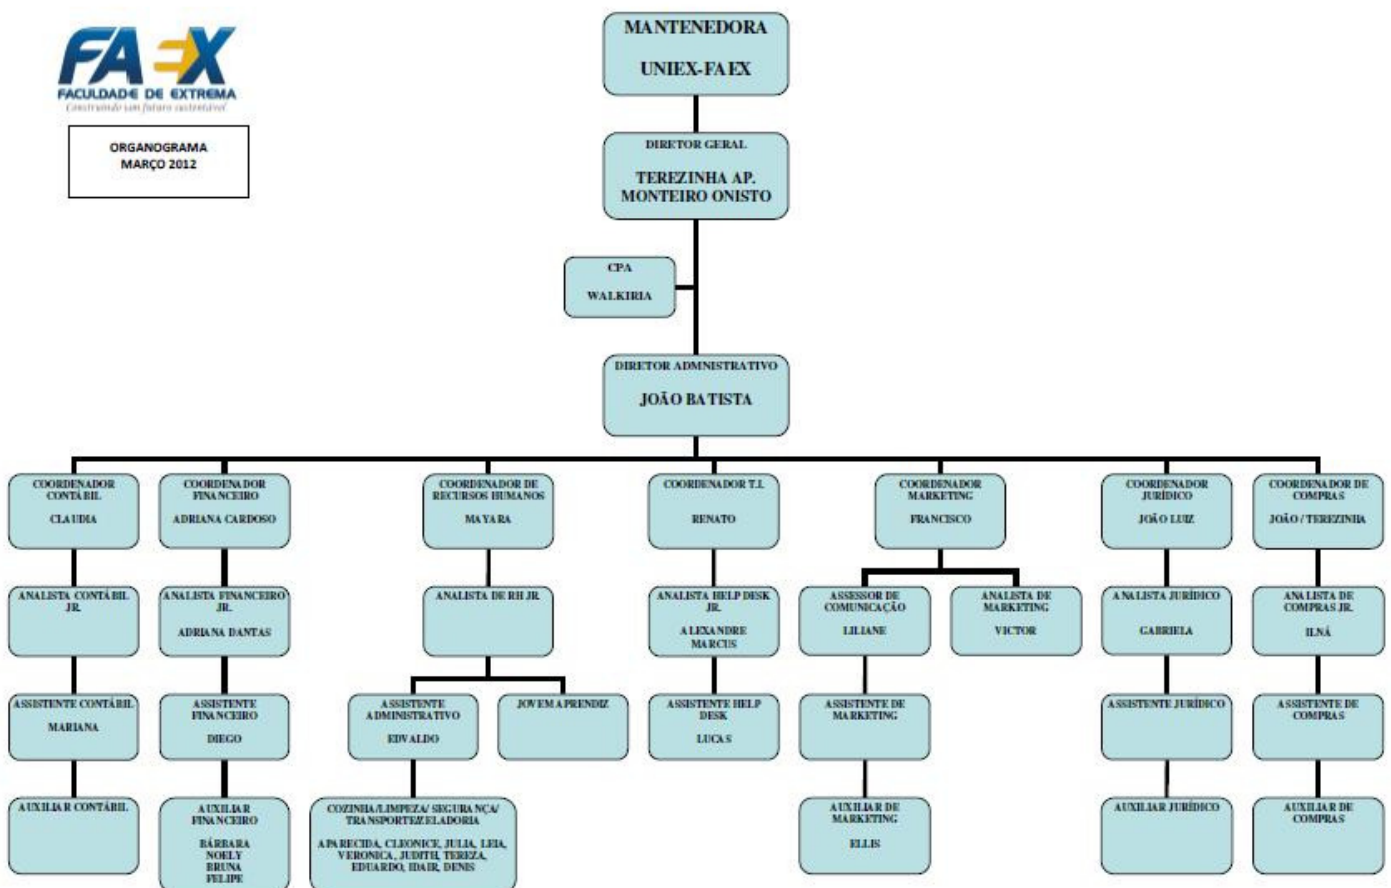 FAEX
FACULDADE DE EXTREMA
Construindo um futuro sustentável
ORGANOGRAMA
MARÇO 2012
MANTENEDORA
UNIEX-FAEX
DIRETOR GERAL
TEREZINHA AP.
MONTEIRO ONISTO
CPA
WALKIRIA
DIRETOR ADMNISTRATIVO
JOÃO BATISTA
COORDENADOR
CONTÁBIL
CLAUDIA
COORDENADOR
FINANCEIRO
ADRIANA CARDOSO
COORDENADOR DE
RECURSOS HUMANOS
MAYARA
COORDENADOR T.I.
RENATO
COORDENADOR
MARKETING
FRANCISCO
COORDENADOR
JURÍDICO
JOÃO LUIZ
COORDENADOR DE
COMPRAS
JOÃO / TEREZINHA
ANALISTA CONTÁBIL
JR.
ANALISTA FINANCEIRO
JR.
ADRIANA DANTAS
ANALISTA DE RH JR.
ANALISTA HELP DESK
JR.
ALEXANDRE
MARCUS
ASSESSOR DE
COMUNICAÇÃO
LILIANE
ANALISTA DE
MARKETING
VICTOR
ANALISTA JURÍDICO
GABRIELA
ANALISTA DE
COMPRAS JR.
ILNÁ
ASSISTENTE CONTÁBIL
MARIANA
ASSISTENTE
FINANCEIRO
DIEGO
ASSISTENTE
ADMINISTRATIVO
EDVALDO
JOVEM APRENDIZ
ASSISTENTE HELP
DESK
LUCAS
ASSISTENTE DE
MARKETING
ASSISTENTE JURÍDICO
ASSISTENTE DE
COMPRAS
AUXILIAR CONTÁBIL
AUXILIAR
FINANCEIRO
BÁRBARA
NOELY
BRUNA
FELIPE
COZINHA/LIMPEZA/ SEGURANÇA/
TRANSPORTE/ZELADORIA
APARECIDA, CLEONICE, JULIA, LEIA,
VERONICA, JUDITH, TEREZA,
EDUARDO, IDAIR, DENIS
AUXILIAR DE
MARKETING
ELLIS
AUXILIAR JURÍDICO
AUXILIAR DE
COMPRAS